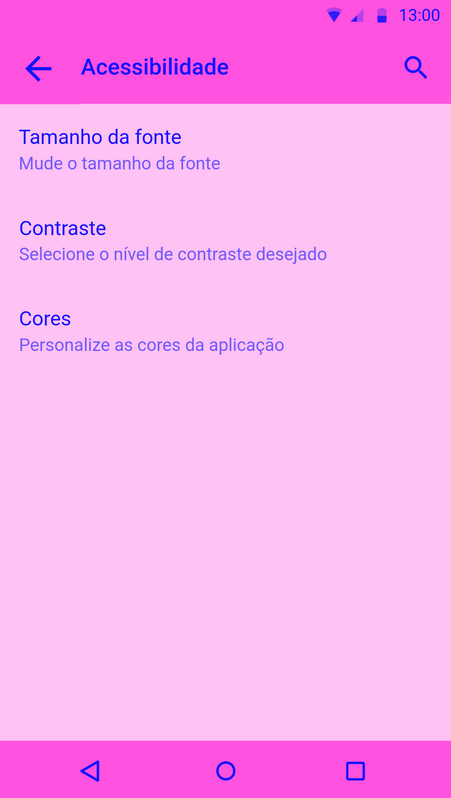 13:00
Acessibilidade
Tamanho da fonte
Mude o tamanho da fonte
Contraste
Selecione o nível de contraste desejado
Cores
Personalize as cores da aplicação